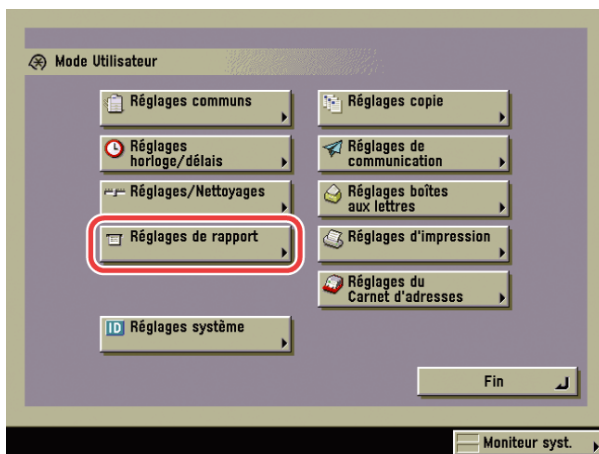 Mode Utilisateur
Réglages communs
Réglages
horloge/délais
Réglages/Nettoyages
Réglages de rapport
ID Réglages système
Réglages copie
Réglages de
communication
Réglages boîtes
aux lettres
Réglages d'impression
Réglages du
Carnet d'adresses
Fin
Moniteur syst.